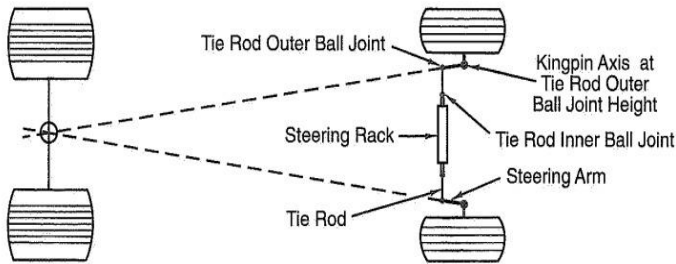 Tie Rod Outer Ball Joint
Kingpin Axis at
Tie Rod Outer
Ball Joint Height
Steering Rack
Tie Rod Inner Ball Joint
Steering Arm
Tie Rod